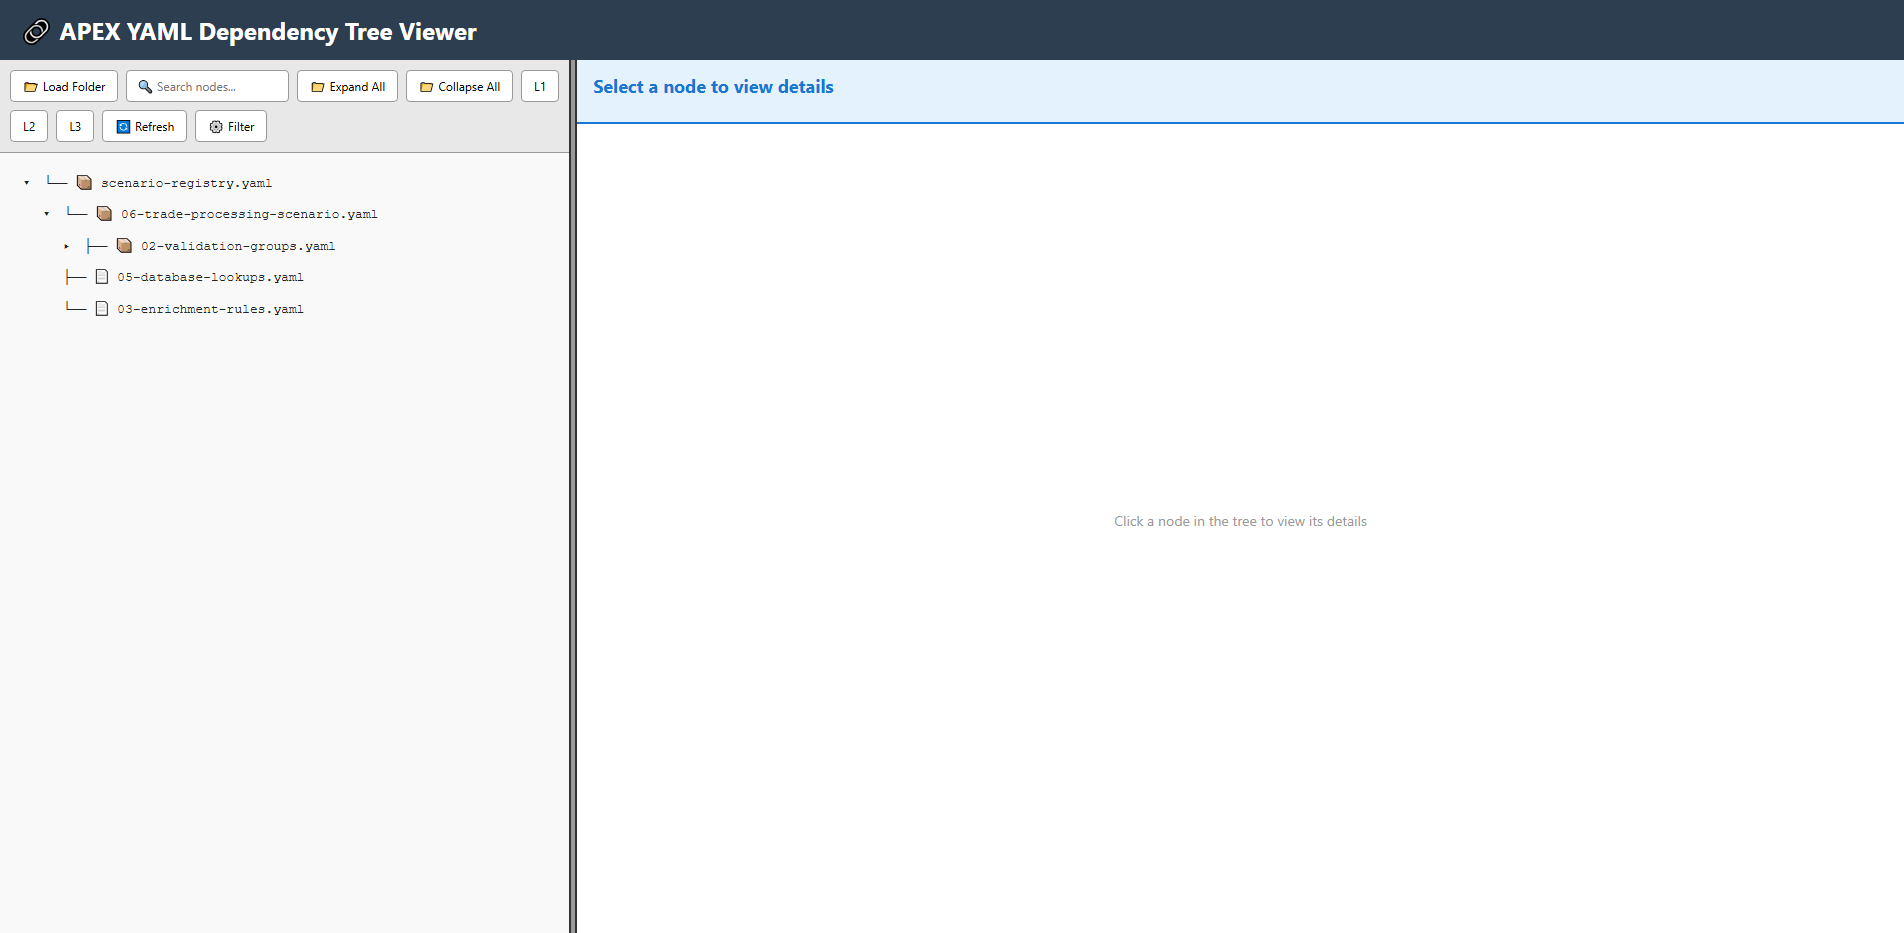 APEX YAML Dependency Tree Viewer
Load Folder
Search nodes...
Expand All
Collapse All
L1
L2
L3
Refresh
Filter
scenario-registry.yaml
06-trade-processing-scenario.yaml
02-validation-groups.yaml
05-database-lookups.yaml
03-enrichment-rules.yaml
Select a node to view details
Click a node in the tree to view its details